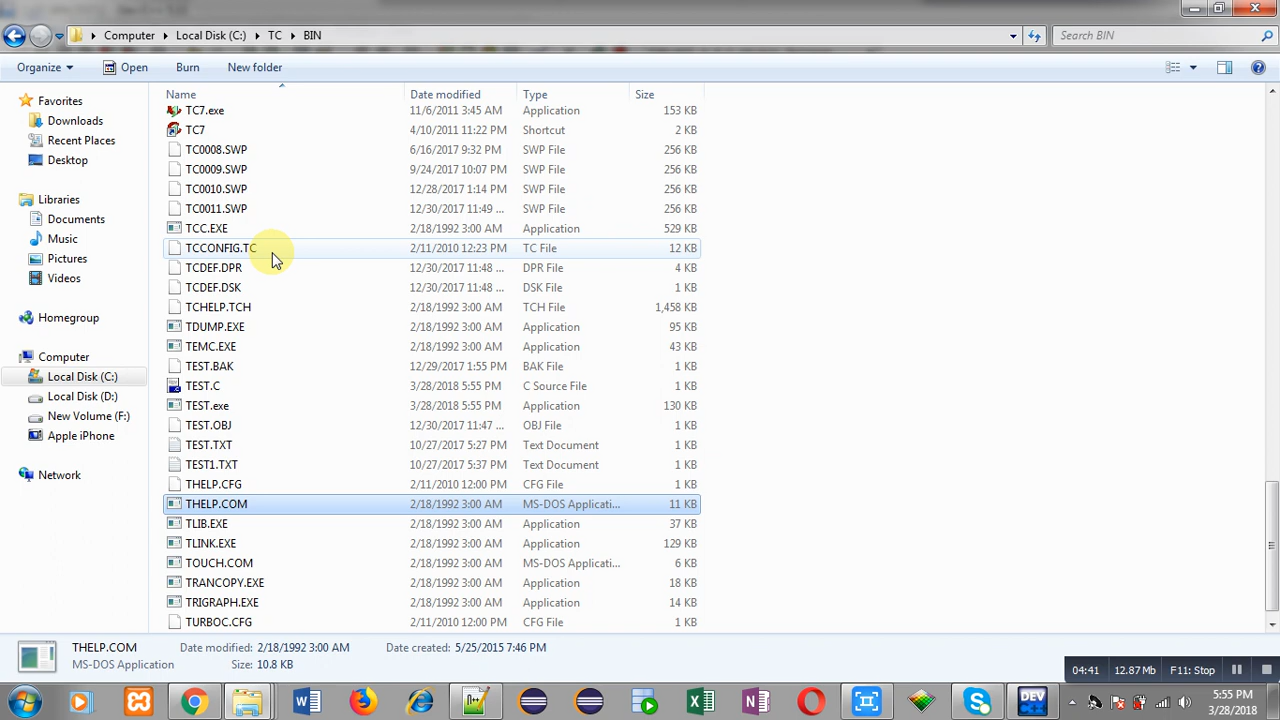 Computer Local Disk (C:) TC BIN Search BIN
Organize Open Burn New folder
Name Date modified Type Size
Favorites
Downloads
Recent Places
Desktop
Libraries
Documents
Music
Pictures
Videos
Homegroup
Computer
Local Disk (C:)
Local Disk (D:)
New Volume (F:)
Apple iPhone
Network
TC7.exe 11/6/2011 3:45 AM Application 153 KB
TC7 4/10/2011 11:22 PM Shortcut 2 KB
TC0008.SWP 6/16/2017 9:32 PM SWP File 256 KB
TC0009.SWP 9/24/2017 10:07 PM SWP File 256 KB
TC0010.SWP 12/28/2017 1:14 PM SWP File 256 KB
TC0011.SWP 12/30/2017 11:49 ... SWP File 256 KB
TCC.EXE 2/18/1992 3:00 AM Application 529 KB
TCCONFIG.TC 2/11/2010 12:23 PM TC File 12 KB
TCDEF.DPR 12/30/2017 11:48 ... DPR File 4 KB
TCDEF.DSK 12/30/2017 11:48 ... DSK File 1 KB
TCHELP.TCH 2/18/1992 3:00 AM TCH File 1,458 KB
TDUMP.EXE 2/18/1992 3:00 AM Application 95 KB
TEMC.EXE 2/18/1992 3:00 AM Application 43 KB
TEST.BAK 12/29/2017 1:55 PM BAK File 1 KB
TEST.C 3/28/2018 5:55 PM C Source File 1 KB
TEST.exe 3/28/2018 5:55 PM Application 130 KB
TEST.OBJ 12/30/2017 11:47 ... OBJ File 1 KB
TEST.TXT 10/27/2017 5:27 PM Text Document 1 KB
TEST1.TXT 10/27/2017 5:37 PM Text Document 1 KB
THELP.CFG 2/11/2010 12:00 PM CFG File 1 KB
THELP.COM 2/18/1992 3:00 AM MS-DOS Applicati... 11 KB
TLIB.EXE 2/18/1992 3:00 AM Application 37 KB
TLINK.EXE 2/18/1992 3:00 AM Application 129 KB
TOUCH.COM 2/18/1992 3:00 AM MS-DOS Applicati... 6 KB
TRANCOPY.EXE 2/18/1992 3:00 AM Application 18 KB
TRIGRAPH.EXE 2/18/1992 3:00 AM Application 14 KB
TURBOC.CFG 2/11/2010 12:00 PM CFG File 1 KB
THELP.COM Date modified: 2/18/1992 3:00 AM Date created: 5/25/2015 7:46 PM
MS-DOS Application Size: 10.8 KB
04:41 12.87 Mb F11: Stop
DEV
5:55 PM
3/28/2018